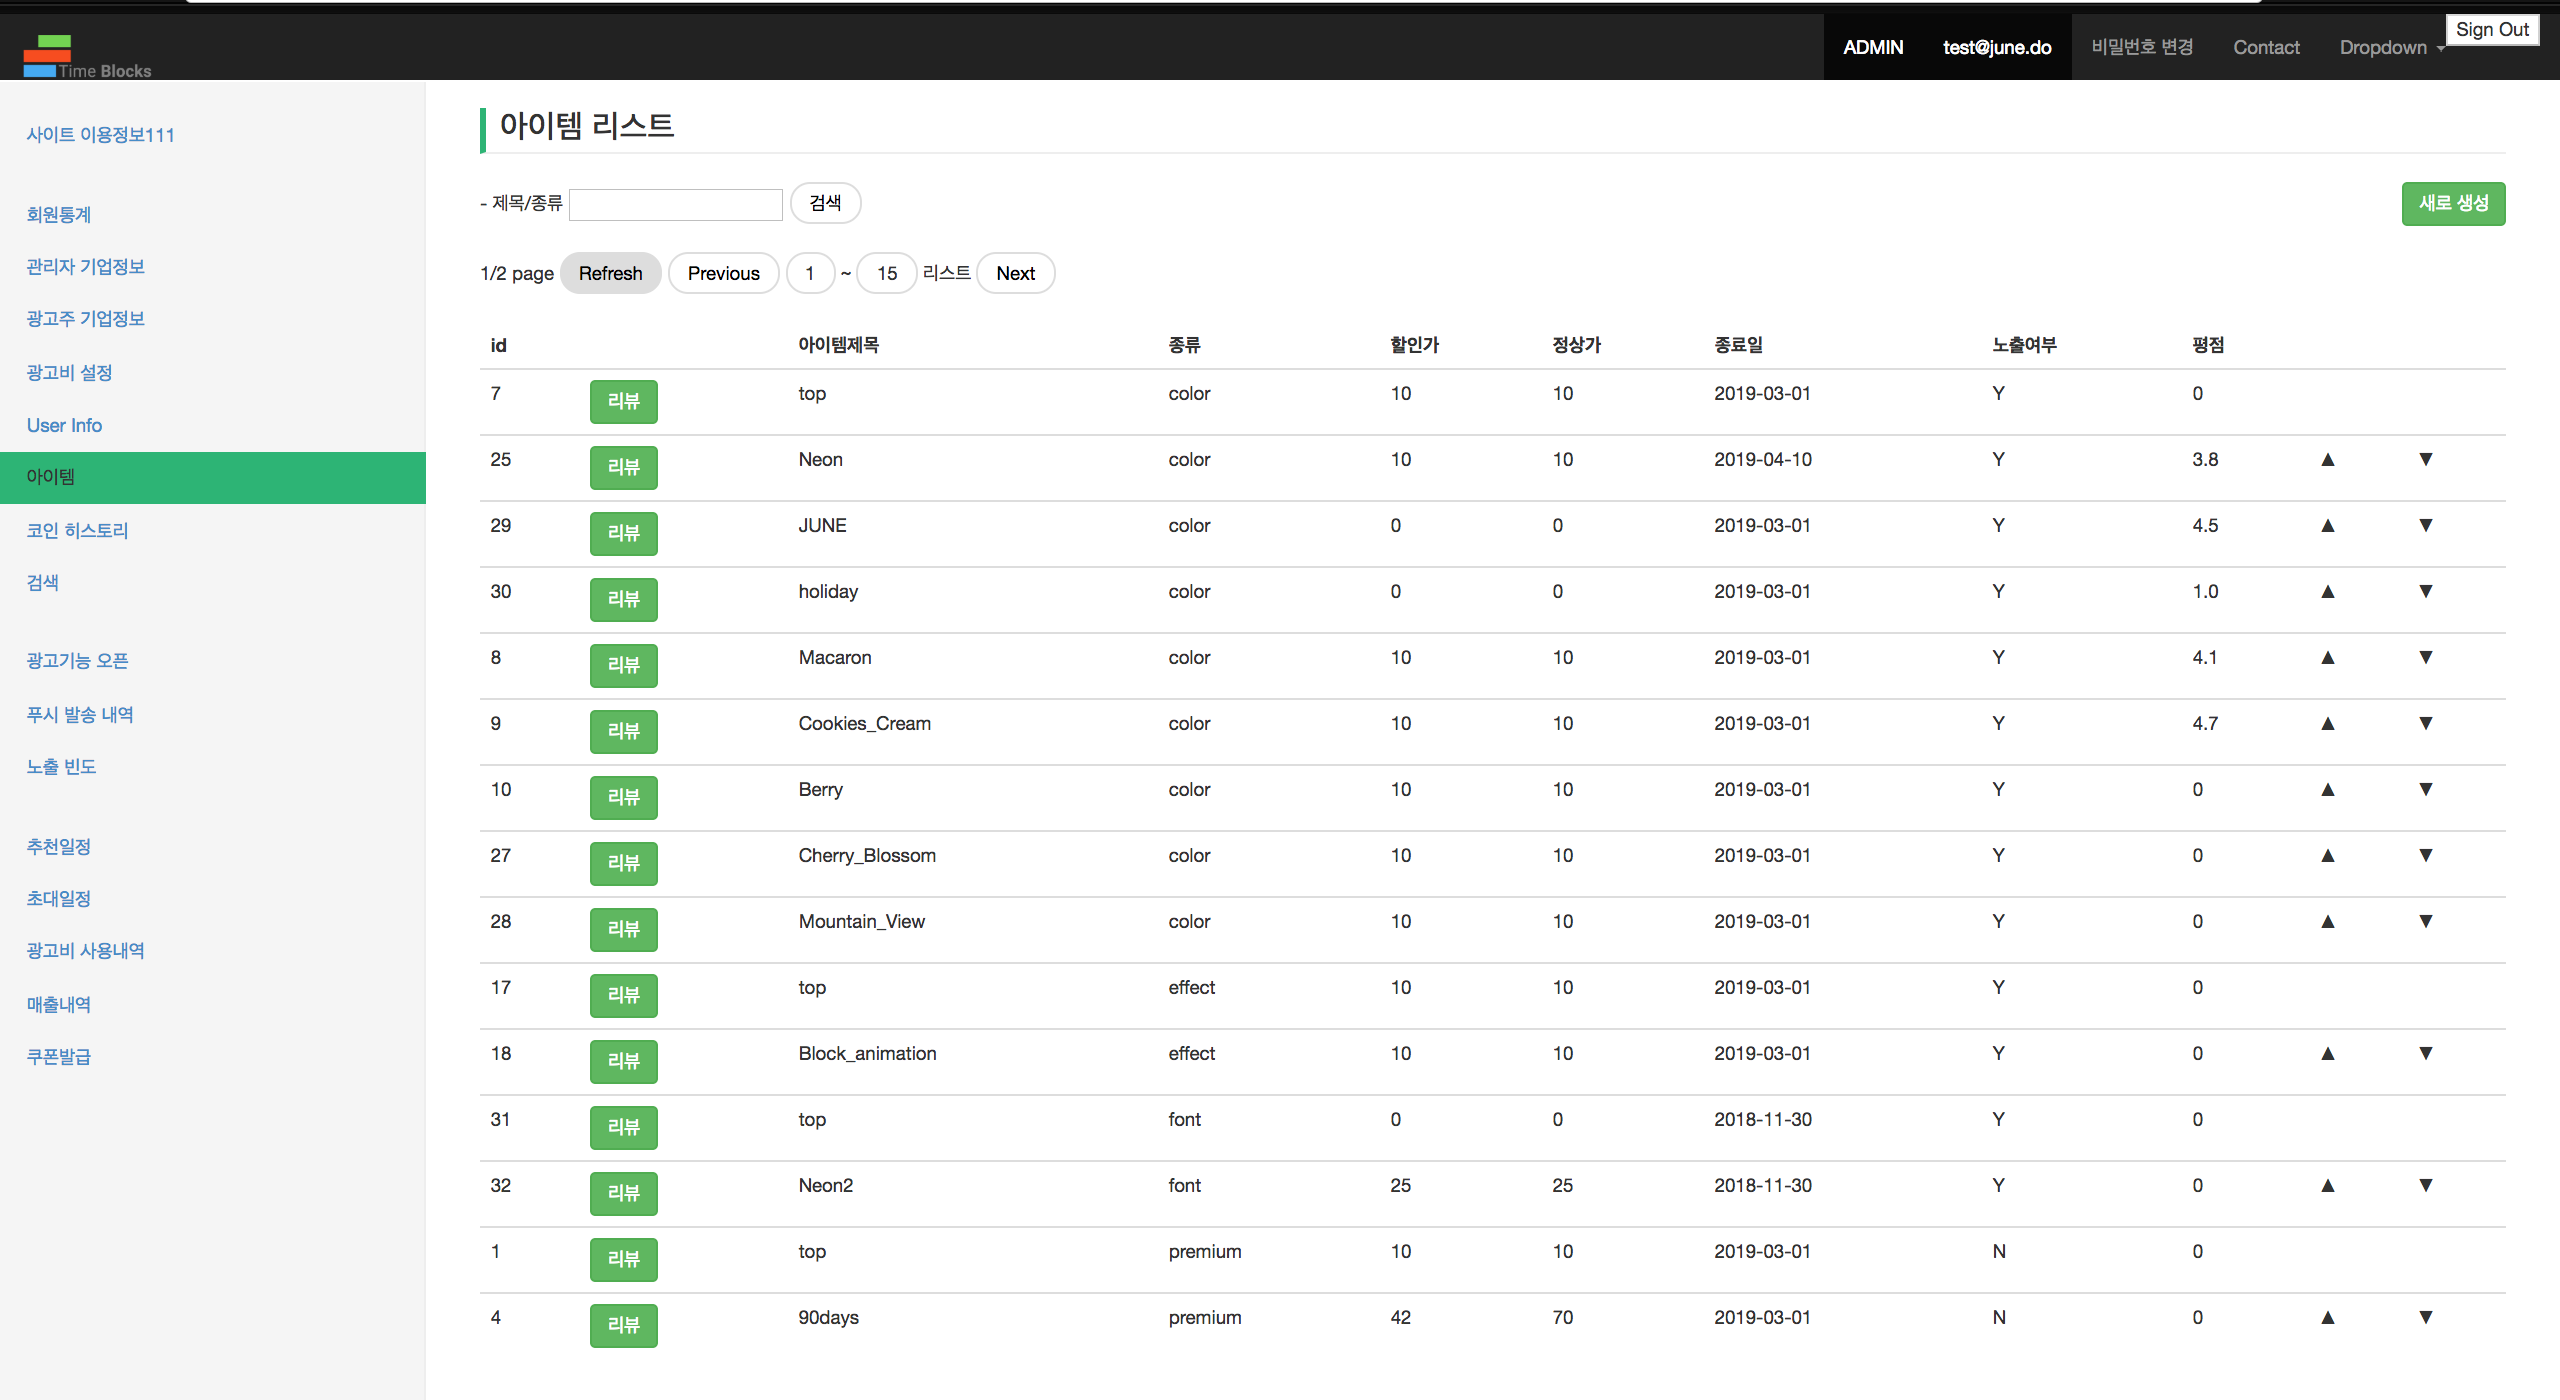 Time Blocks
ADMIN test@june.do 비밀번호 변경 Contact Dropdown Sign Out
사이트 이용정보111
회원통계
관리자 기업정보
광고주 기업정보
광고비 설정
User Info
아이템
코인 히스토리
검색
광고기능 오픈
푸시 발송 내역
노출 빈도
추천일정
초대일정
광고비 사용내역
매출내역
쿠폰발급
아이템 리스트
- 제목/종류 검색 새로 생성
1/2 page Refresh Previous 1 ~ 15 리스트 Next
id 아이템제목 종류 할인가 정상가 종료일 노출여부 평점
7 리뷰 top color 10 10 2019-03-01 Y 0
25 리뷰 Neon color 10 10 2019-04-10 Y 3.8 ▲ ▼
29 리뷰 JUNE color 0 0 2019-03-01 Y 4.5 ▲ ▼
30 리뷰 holiday color 0 0 2019-03-01 Y 1.0 ▲ ▼
8 리뷰 Macaron color 10 10 2019-03-01 Y 4.1 ▲ ▼
9 리뷰 Cookies_Cream color 10 10 2019-03-01 Y 4.7 ▲ ▼
10 리뷰 Berry color 10 10 2019-03-01 Y 0 ▲ ▼
27 리뷰 Cherry_Blossom color 10 10 2019-03-01 Y 0 ▲ ▼
28 리뷰 Mountain_View color 10 10 2019-03-01 Y 0 ▲ ▼
17 리뷰 top effect 10 10 2019-03-01 Y 0
18 리뷰 Block_animation effect 10 10 2019-03-01 Y 0 ▲ ▼
31 리뷰 top font 0 0 2018-11-30 Y 0
32 리뷰 Neon2 font 25 25 2018-11-30 Y 0 ▲ ▼
1 리뷰 top premium 10 10 2019-03-01 N 0
4 리뷰 90days premium 42 70 2019-03-01 N 0 ▲ ▼